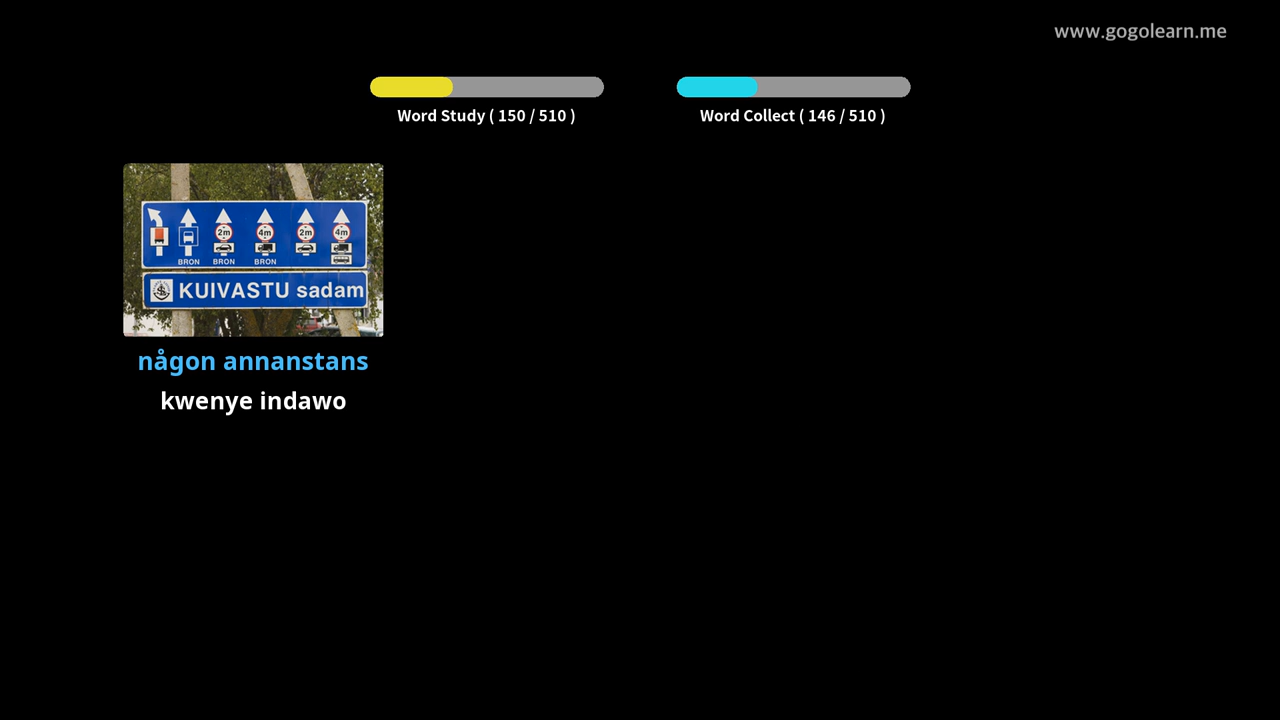 www.gogolearn.me
Word Study ( 150 / 510 )
Word Collect ( 146 / 510 )
2m 4m 2m 4m
BRON BRON BRON
KUIVASTU sadam
någon annanstans
kwenye indawo